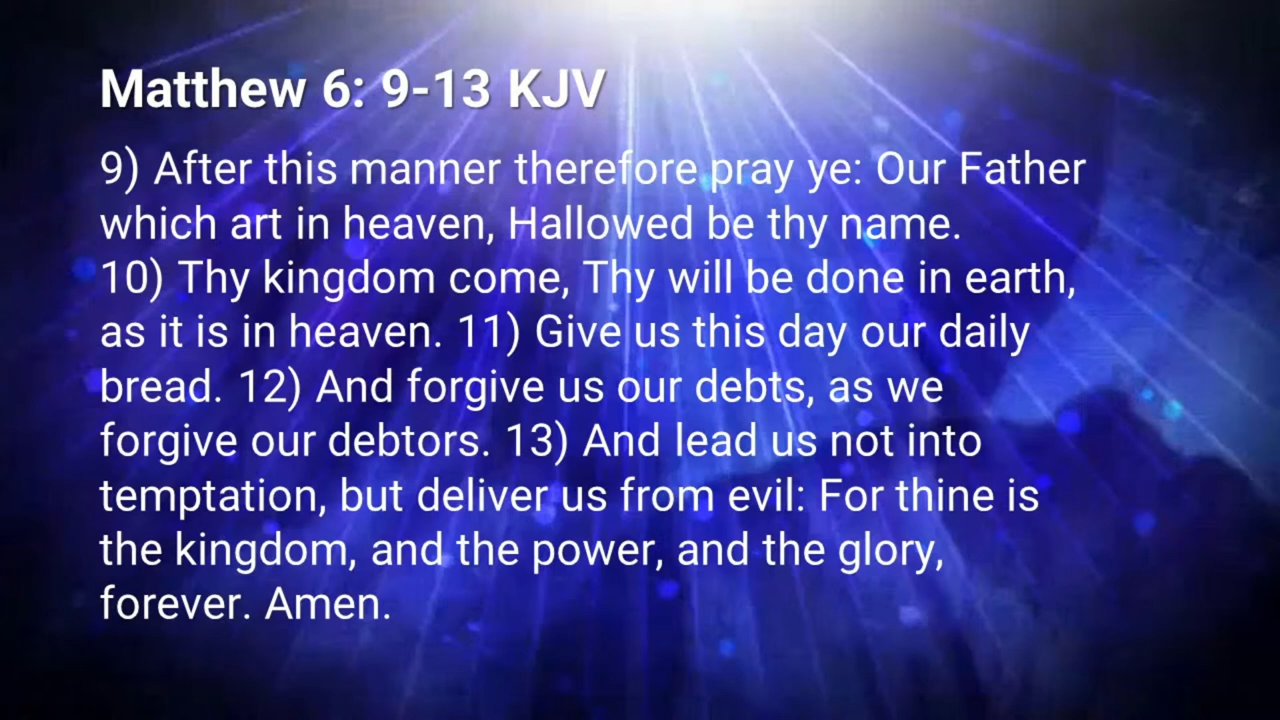 Matthew 6: 9-13 KJV
9) After this manner therefore pray ye: Our Father
which art in heaven, Hallowed be thy name.
10) Thy kingdom come, Thy will be done in earth,
as it is in heaven. 11) Give us this day our daily
bread. 12) And forgive us our debts, as we
forgive our debtors. 13) And lead us not into
temptation, but deliver us from evil: For thine is
the kingdom, and the power, and the glory,
forever. Amen.